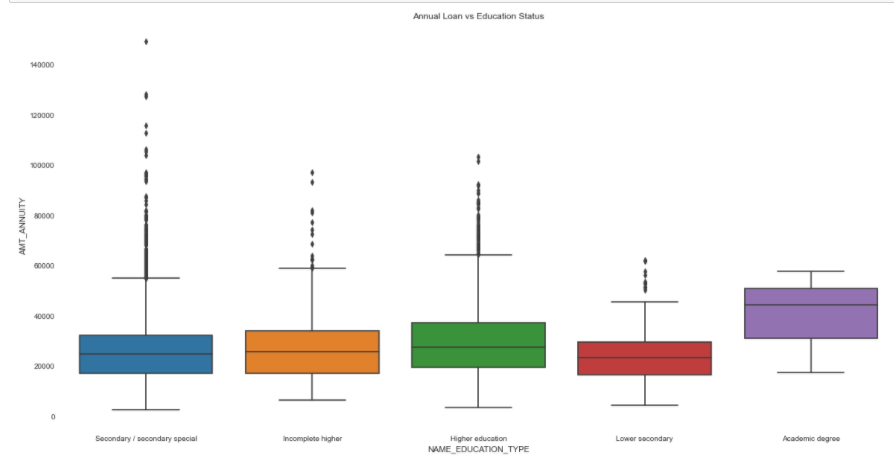 Annual Loan vs Education Status
140000
120000
100000
80000
60000
40000
20000
0
AMT_ANNUITY
Secondary / secondary special
Incomplete higher
Higher education
Lower secondary
Academic degree
NAME_EDUCATION_TYPE